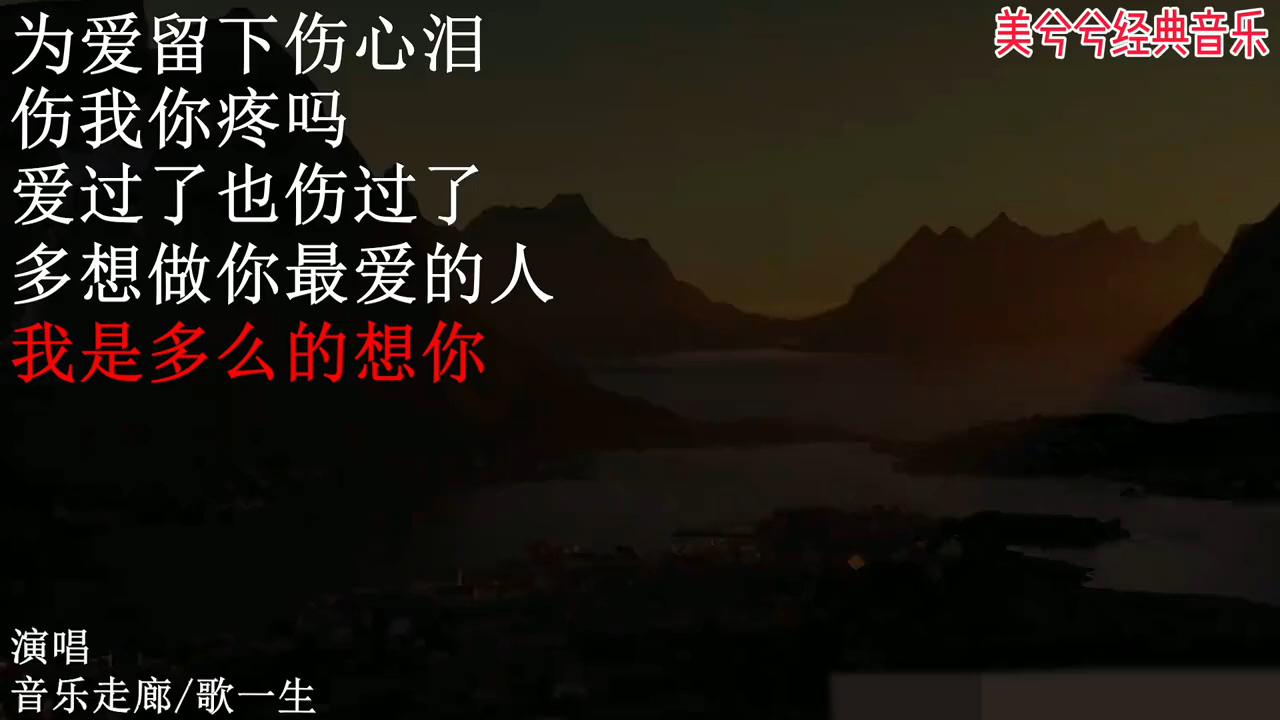 为爱留下伤心泪
美兮兮经典音乐
伤我你疼吗
爱过了也伤过了
多想做你最爱的人
我是多么的想你
演唱
音乐走廊/歌一生